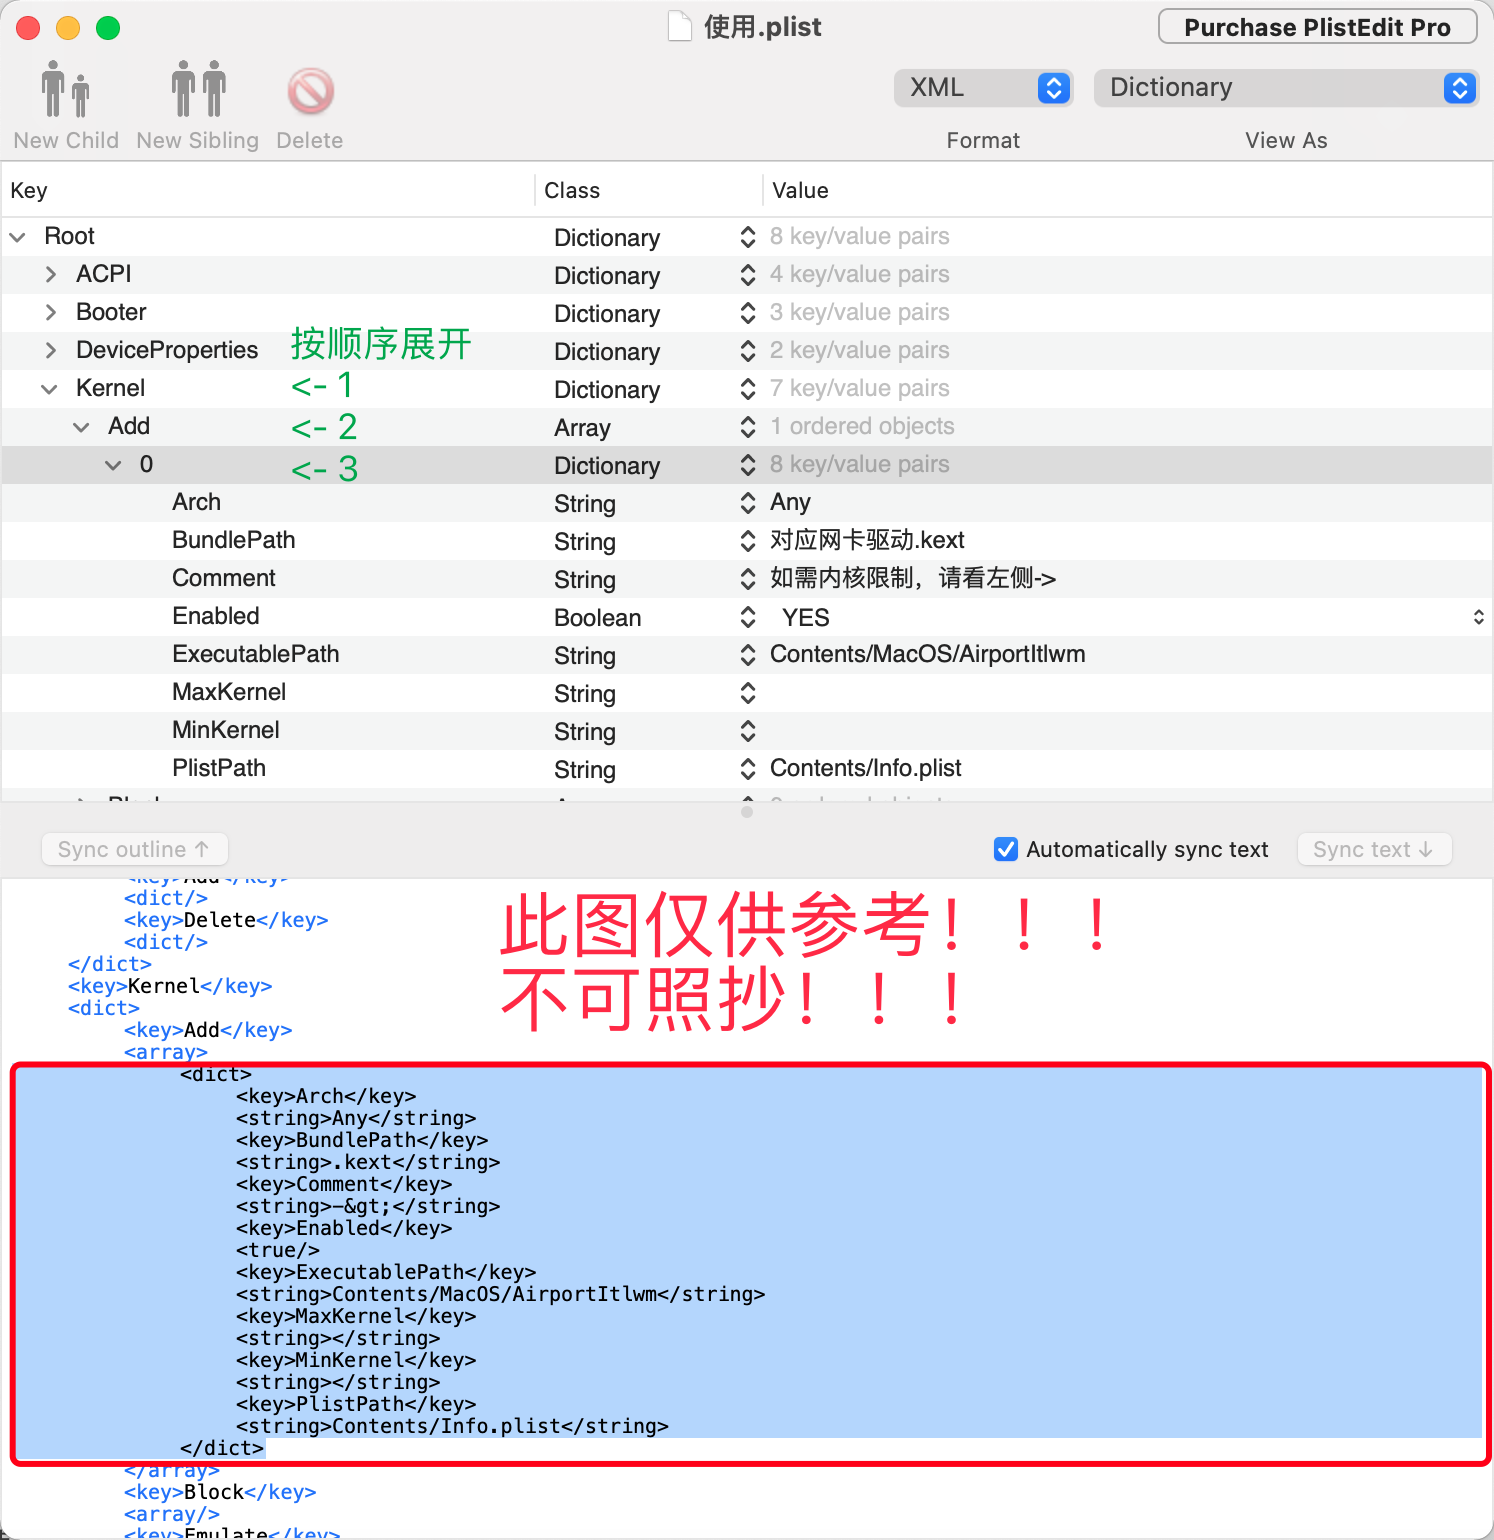 使用.plist
Purchase PlistEdit Pro
New Child New Sibling Delete
XML Dictionary
Format View As
Key Class Value
Root Dictionary 8 key/value pairs
ACPI Dictionary 4 key/value pairs
Booter Dictionary 3 key/value pairs
DeviceProperties 按顺序展开 Dictionary 2 key/value pairs
Kernel <- 1 Dictionary 7 key/value pairs
Add <- 2 Array 1 ordered objects
0 <- 3 Dictionary 8 key/value pairs
Arch String Any
BundlePath String 对应网卡驱动.kext
Comment String 如需内核限制，请看左侧->
Enabled Boolean YES
ExecutablePath String Contents/MacOS/AirportItlwm
MaxKernel String
MinKernel String
PlistPath String Contents/Info.plist
Sync outline ↑ Automatically sync text Sync text ↓
<key>Add</key>
<dict/>
<key>Delete</key>
<dict/>
</dict>
<key>Kernel</key>
<dict>
<key>Add</key>
<array>
此图仅供参考！！！
不可照抄！！！
<dict>
<key>Arch</key>
<string>Any</string>
<key>BundlePath</key>
<string>.kext</string>
<key>Comment</key>
<string>-&gt;</string>
<key>Enabled</key>
<true/>
<key>ExecutablePath</key>
<string>Contents/MacOS/AirportItlwm</string>
<key>MaxKernel</key>
<string></string>
<key>MinKernel</key>
<string></string>
<key>PlistPath</key>
<string>Contents/Info.plist</string>
</dict>
</array>
<key>Block</key>
<array/>
<key>Emulate</key>